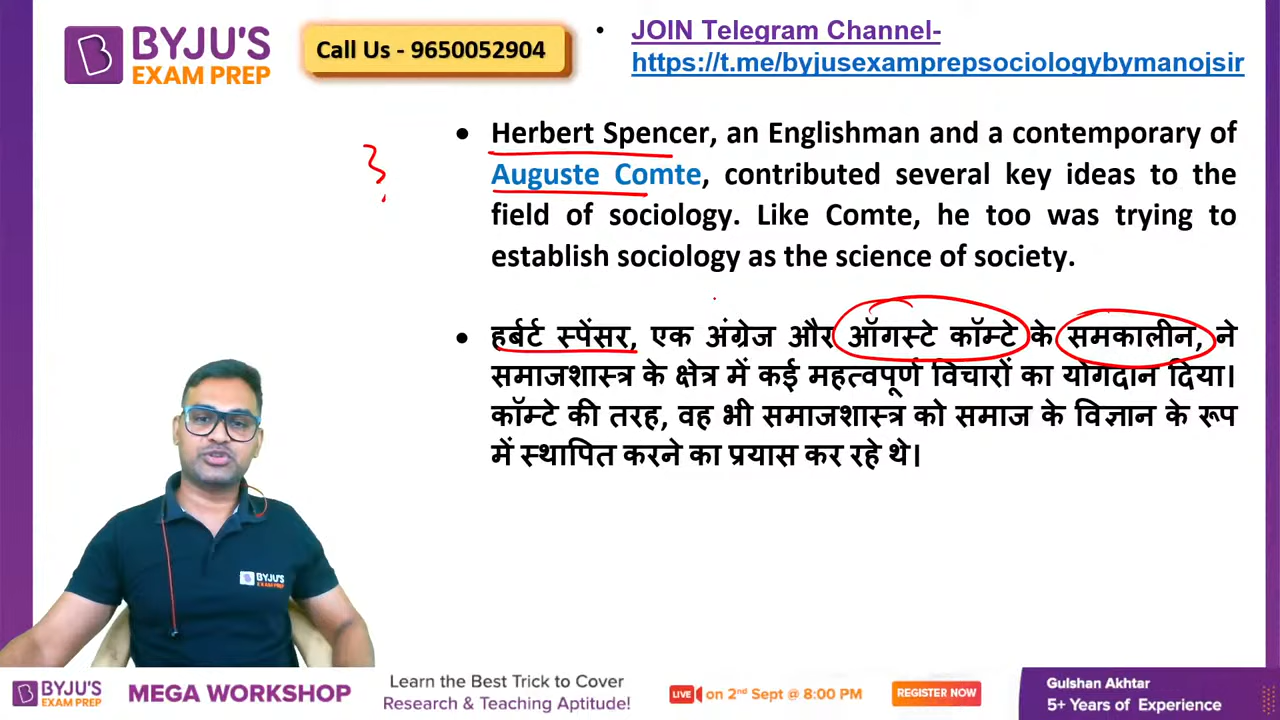 BYJU'S
EXAM PREP
Call Us - 9650052904
• JOIN Telegram Channel-
https://t.me/byjusexamprepsociologybymanojsir
• Herbert Spencer, an Englishman and a contemporary of
Auguste Comte, contributed several key ideas to the
field of sociology. Like Comte, he too was trying to
establish sociology as the science of society.
• हर्बर्ट स्पेंसर, एक अंग्रेज और ऑगस्टे कॉम्टे के समकालीन, ने
समाजशास्त्र के क्षेत्र में कई महत्वपूर्ण विचारों का योगदान दिया।
कॉम्टे की तरह, वह भी समाजशास्त्र को समाज के विज्ञान के रूप
में स्थापित करने का प्रयास कर रहे थे।
BYJU'S
EXAM PREP
BYJU'S
EXAM PREP
MEGA WORKSHOP
Learn the Best Trick to Cover
Research & Teaching Aptitude!
LIVE on 2nd Sept @ 8:00 PM
REGISTER NOW
Gulshan Akhtar
5+ Years of Experience